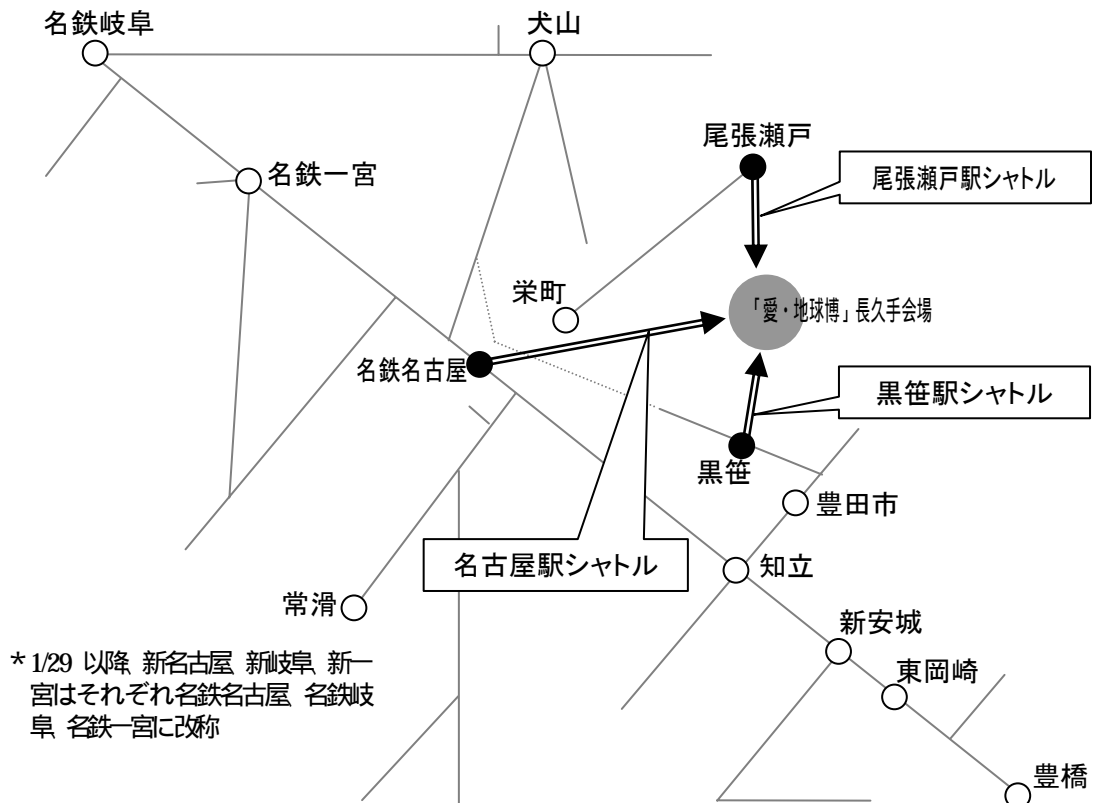 名鉄岐阜
犬山
尾張瀬戸
尾張瀬戸駅シャトル
名鉄一宮
栄町
「愛・地球博」長久手会場
名鉄名古屋
黒笹駅シャトル
黒笹
豊田市
名古屋駅シャトル
知立
常滑
新安城
東岡崎
豊橋
*1/29 以降、新名古屋、新岐阜、新一
宮はそれぞれ名鉄名古屋、名鉄岐
阜、名鉄一宮に改称